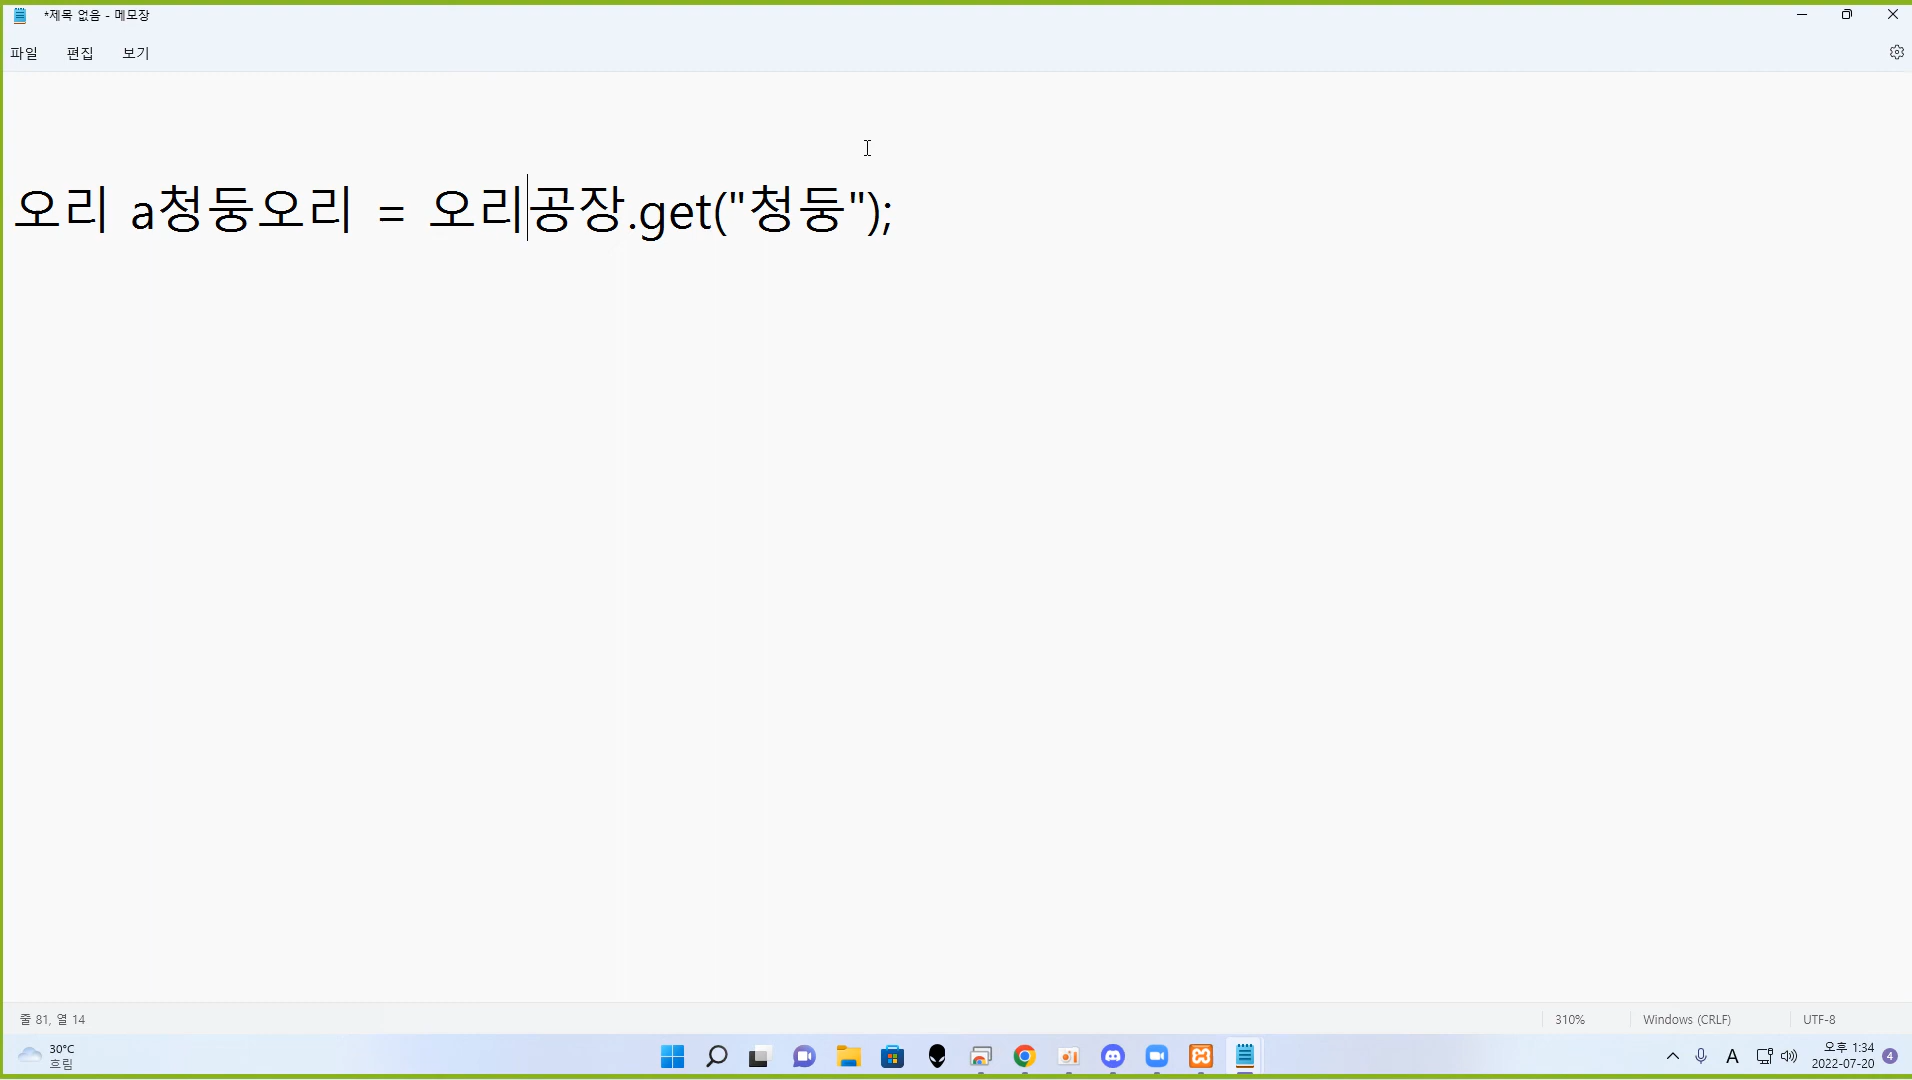 *제목 없음 - 메모장
파일 편집 보기
오리 a청둥오리 = 오리공장.get("청둥");
줄 81, 열 14
310%
Windows (CRLF)
UTF-8
30°C
흐림
A
오후 1:34
2022-07-20
4